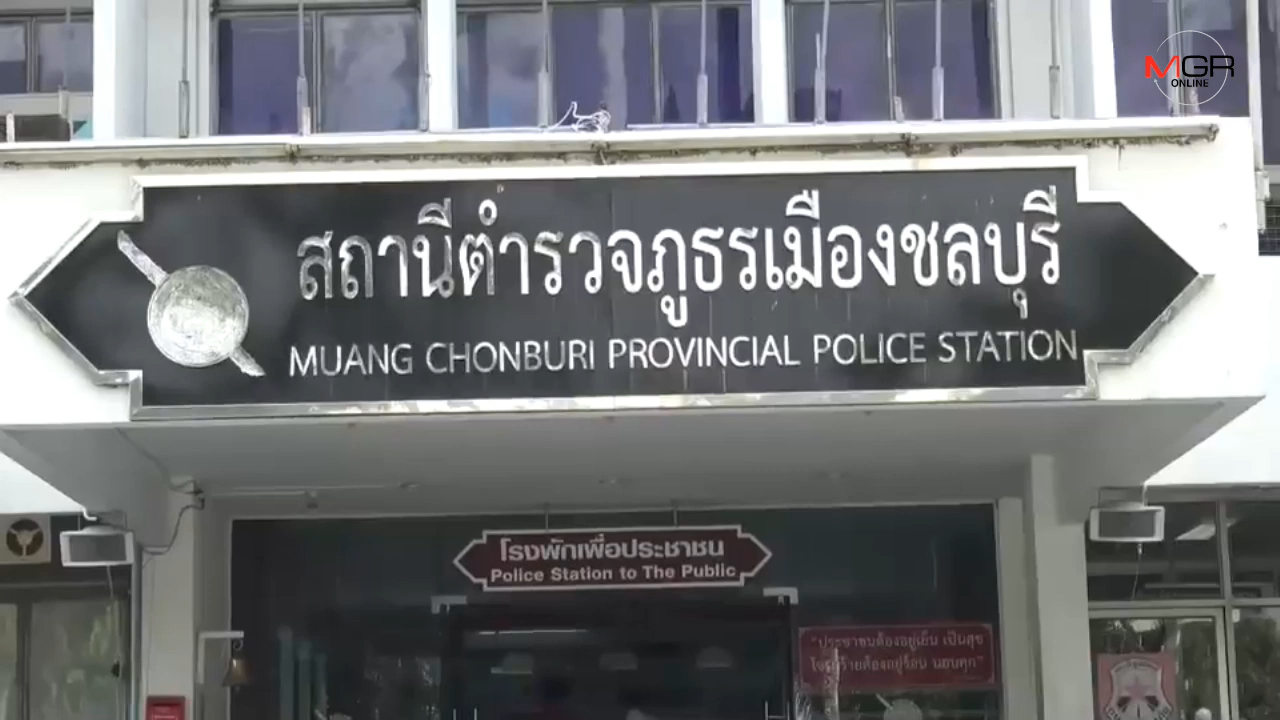 MGR
ONLINE
สถานีตำรวจภูธรเมืองชลบุรี
MUANG CHONBURI PROVINCIAL POLICE STATION
โรงพักเพื่อประชาชน
Police Station to The Public
"ประชาชนต้องอยู่เย็น เป็นสุข
โจรผู้ร้ายต้องอยู่ร้อน นอนคุก"